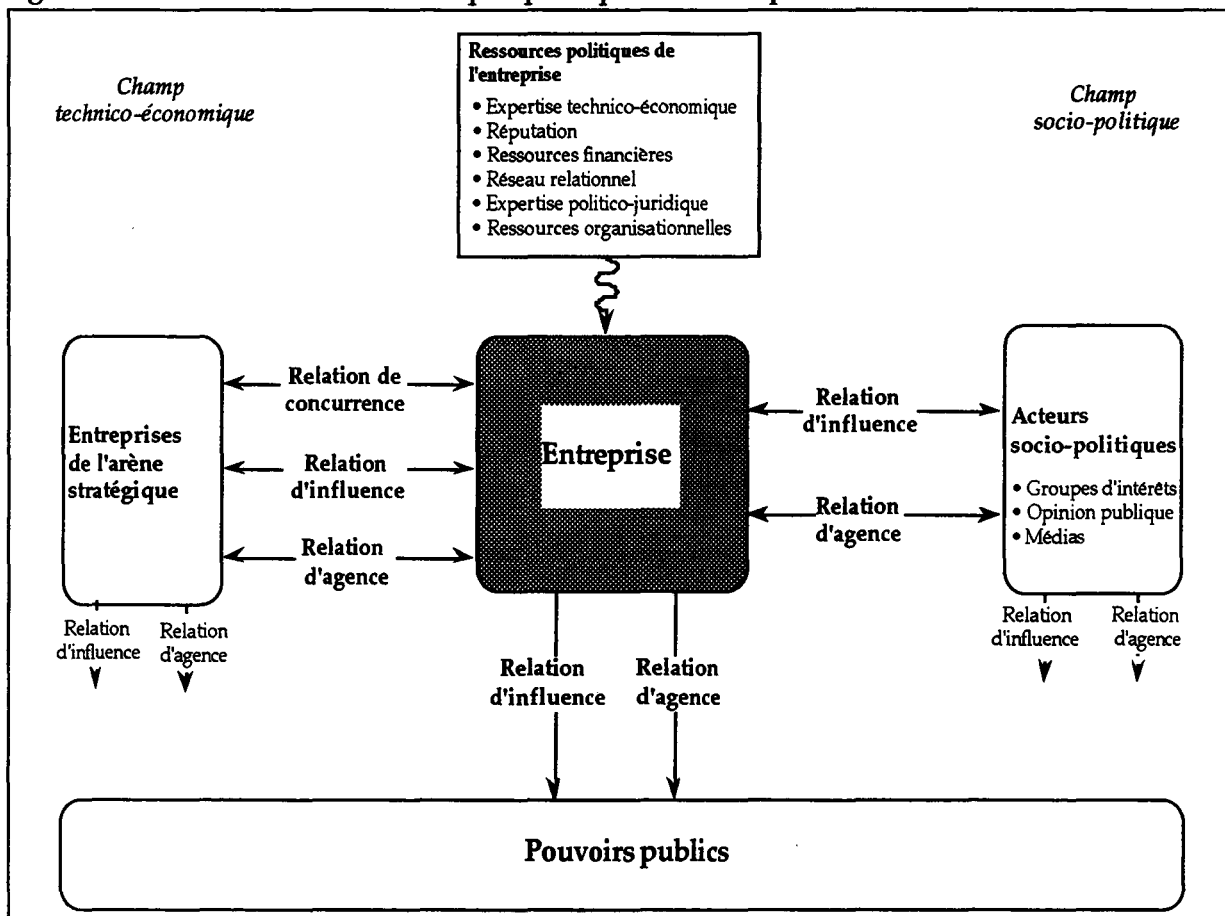 Ressources politiques de
l'entreprise
• Expertise technico-économique
• Réputation
• Ressources financières
• Réseau relationnel
• Expertise politico-juridique
• Ressources organisationnelles
Champ
technico-économique
Champ
socio-politique
Entreprises
de l'arène
stratégique
Relation de
concurrence
Relation
d'influence
Relation
d'agence
Entreprise
Relation
d'influence
Relation
d'agence
Acteurs
socio-politiques
• Groupes d'intérêts
• Opinion publique
• Médias
Relation
d'influence
Relation
d'agence
Relation
d'influence
Relation
d'agence
Relation
d'influence
Relation
d'agence
Pouvoirs publics